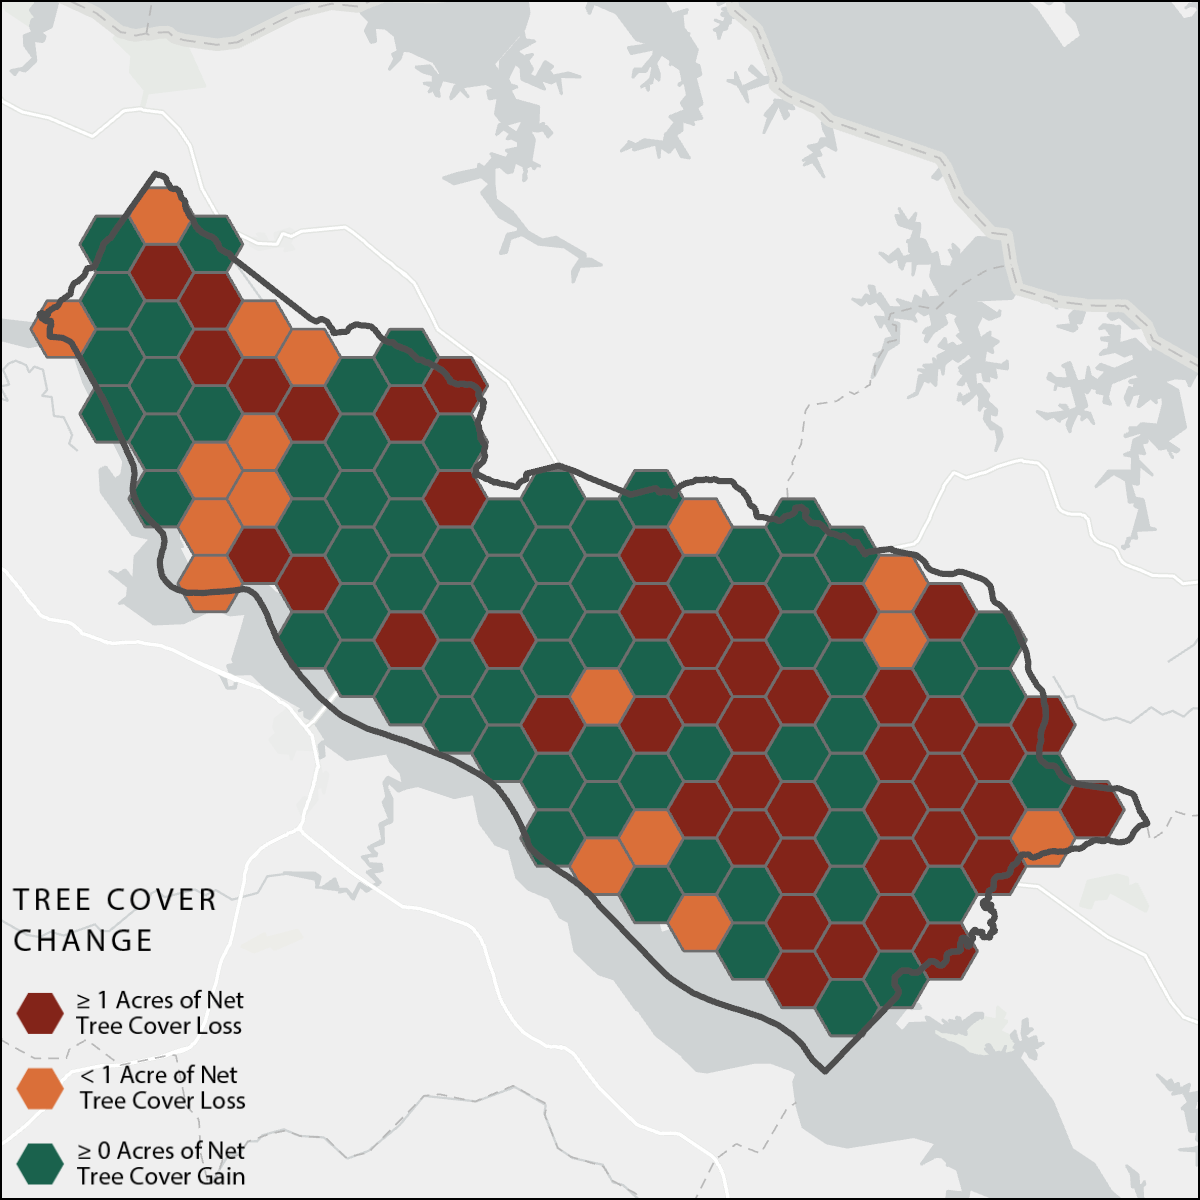 TREE COVER
CHANGE
≥ 1 Acres of Net
Tree Cover Loss
< 1 Acre of Net
Tree Cover Loss
≥ 0 Acres of Net
Tree Cover Gain